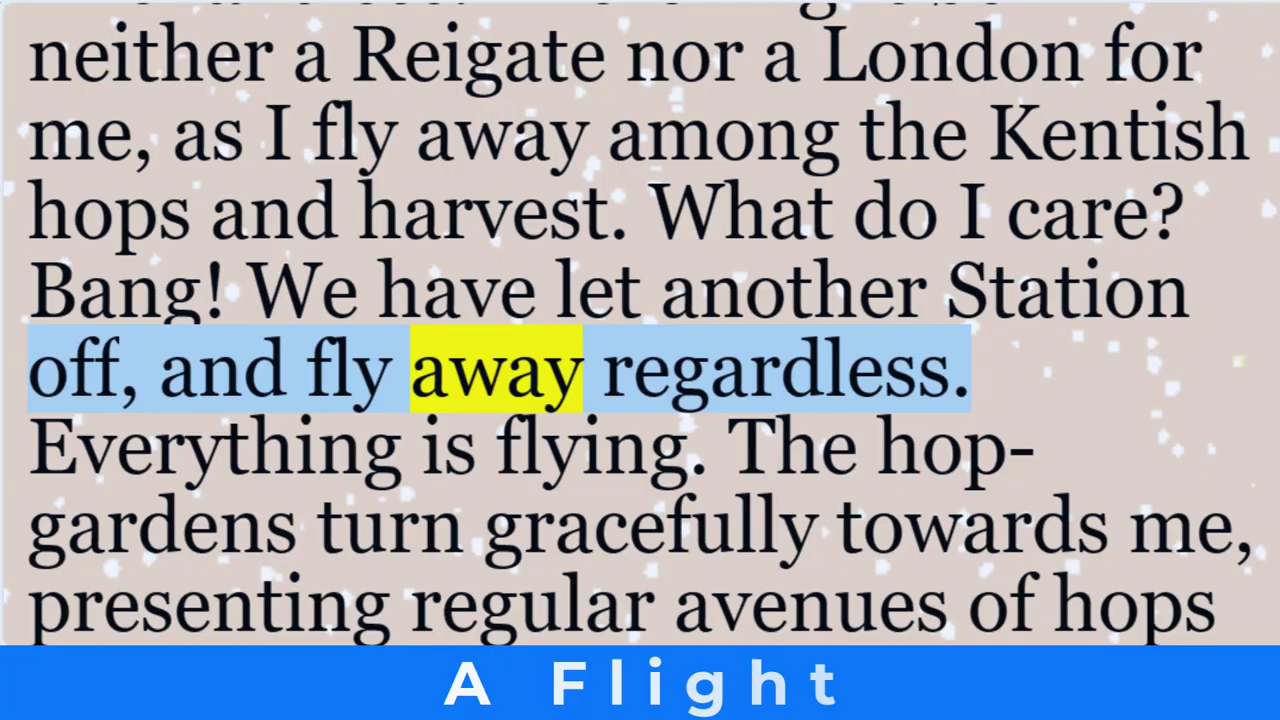 neither a Reigate nor a London for
me, as I fly away among the Kentish
hops and harvest. What do I care?
Bang! We have let another Station
off, and fly away regardless.
Everything is flying. The hop-
gardens turn gracefully towards me,
presenting regular avenues of hops
A Flight